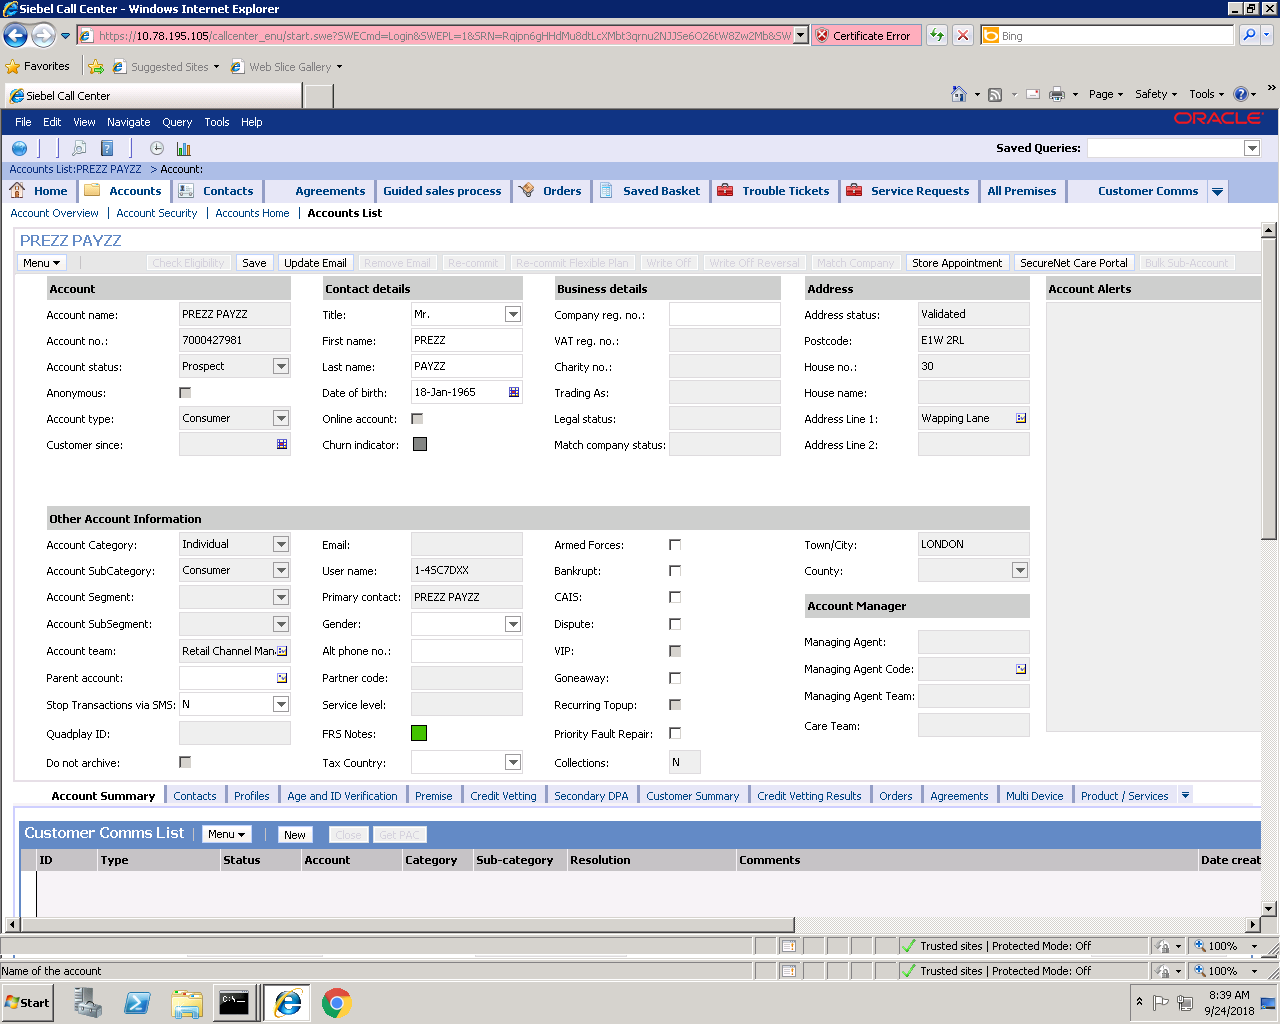 Siebel Call Center - Windows Internet Explorer
https://10.78.195.105/callcenter_enu/start.swe?SWECmd=Login&SWEPL=1&SRN=
Certificate Error
Bing
Favorites
Suggested Sites
Web Slice Gallery
Siebel Call Center
Page
Safety
Tools
File Edit View Navigate Query Tools Help
ORACLE
Saved Queries:
Accounts List:PREZZ PAYZZ > Account:
Home Accounts Contacts Agreements Guided sales process Orders Saved Basket Trouble Tickets Service Requests All Premises Customer Comms
Account Overview | Account Security | Accounts Home | Accounts List
PREZZ PAYZZ
Menu Check Eligibility Save Update Email Remove Email Re-commit Re-commit Flexible Plan Write Off Write Off Reversal Match Company Store Appointment SecureNet Care Portal Bulk Sub-Account
Account Contact details Business details Address Account Alerts
Account name: PREZZ PAYZZ Title: Mr. Company reg. no.: Address status: Validated
Account no.: 7000427981 First name: PREZZ VAT reg. no.: Postcode: E1W 2RL
Account status: Prospect Last name: PAYZZ Charity no.: House no.: 30
Anonymous: Date of birth: 18-Jan-1965 Trading As: House name:
Account type: Consumer Online account: Legal status: Address Line 1: Wapping Lane
Customer since: Churn indicator: Match company status: Address Line 2:
Other Account Information
Account Category: Individual Email: Armed Forces: Town/City: LONDON
Account SubCategory: Consumer User name: 1-4SC7DXX Bankrupt: County:
Account Segment: Primary contact: PREZZ PAYZZ CAIS: Account Manager
Account SubSegment: Gender: Dispute:
Account team: Retail Channel Man Alt phone no.: VIP: Managing Agent:
Parent account: Partner code: Goneaway: Managing Agent Code:
Stop Transactions via SMS: N Service level: Recurring Topup: Managing Agent Team:
Quadplay ID: FRS Notes: Priority Fault Repair: Care Team:
Do not archive: Tax Country: Collections: N
Account Summary Contacts Profiles Age and ID Verification Premise Credit Vetting Secondary DPA Customer Summary Credit Vetting Results Orders Agreements Multi Device Product / Services
Customer Comms List Menu New Close Get PAC
ID Type Status Account Category Sub-category Resolution Comments Date creat
Trusted sites | Protected Mode: Off 100%
Name of the account Trusted sites | Protected Mode: Off 100%
Start
8:39 AM
9/24/2018